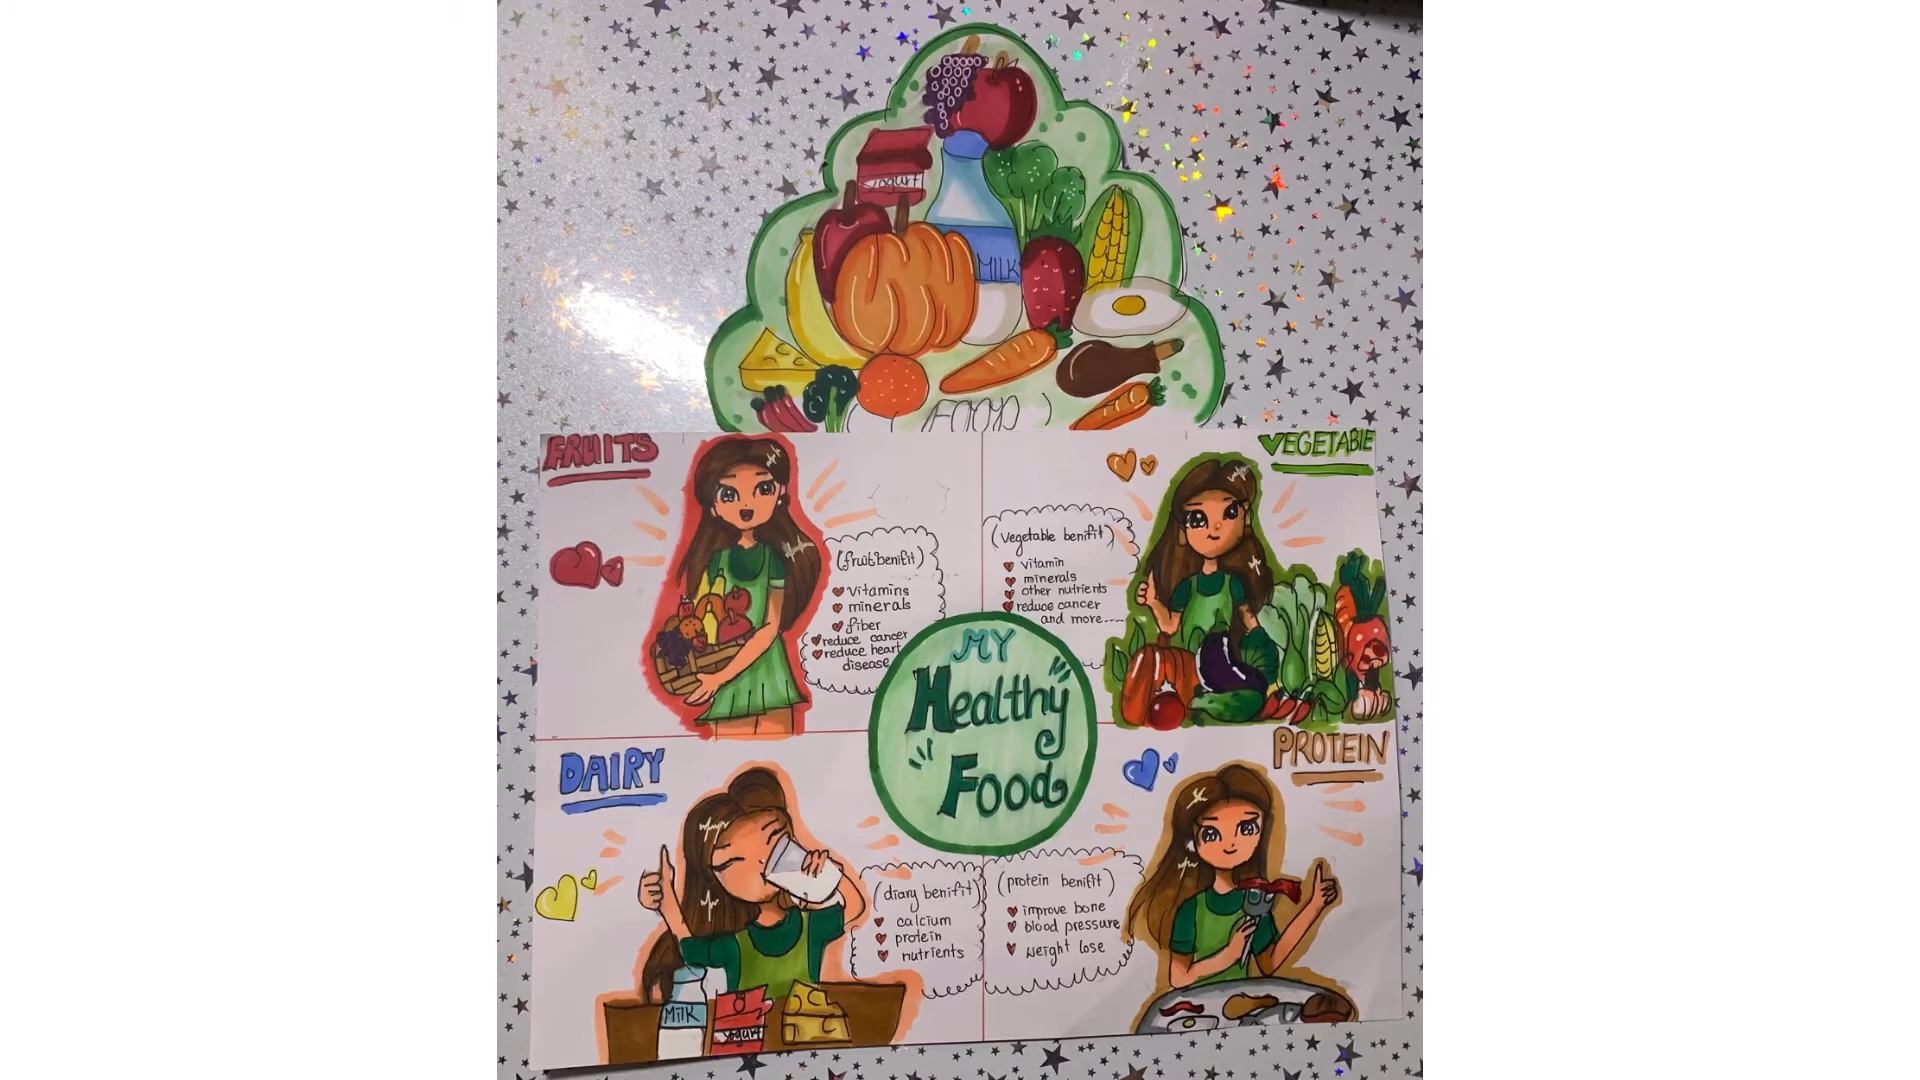 yogurt
MILK
FOOD
FRUITS
(fruit benifit)
vitamins
minerals
fiber
reduce cancer
reduce heart
disease
VEGETABLE
(vegetable benifit)
vitamin
minerals
other nutrients
reduce cancer
and more----
MY
Healthy
Food
DAIRY
(diary benifit)
calcium
protein
nutrients
MilK
yogurt
PROTEIN
(protein benifit)
improve bone
blood pressure
weight lose